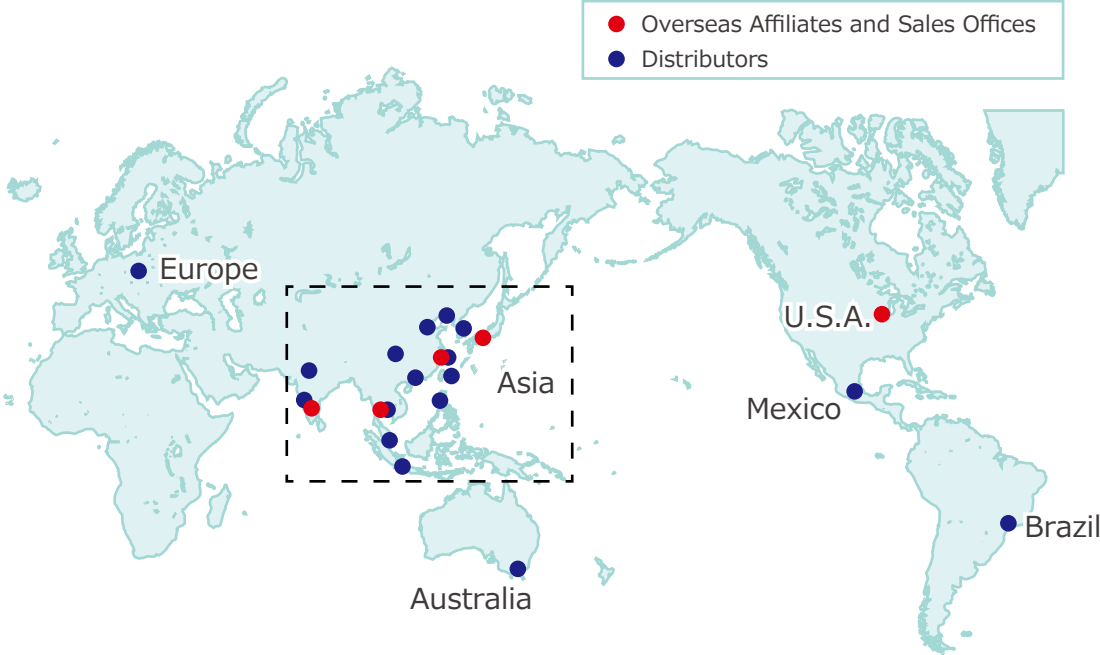 Overseas Affiliates and Sales Offices
Distributors
Europe
U.S.A.
Asia
Mexico
Brazil
Australia